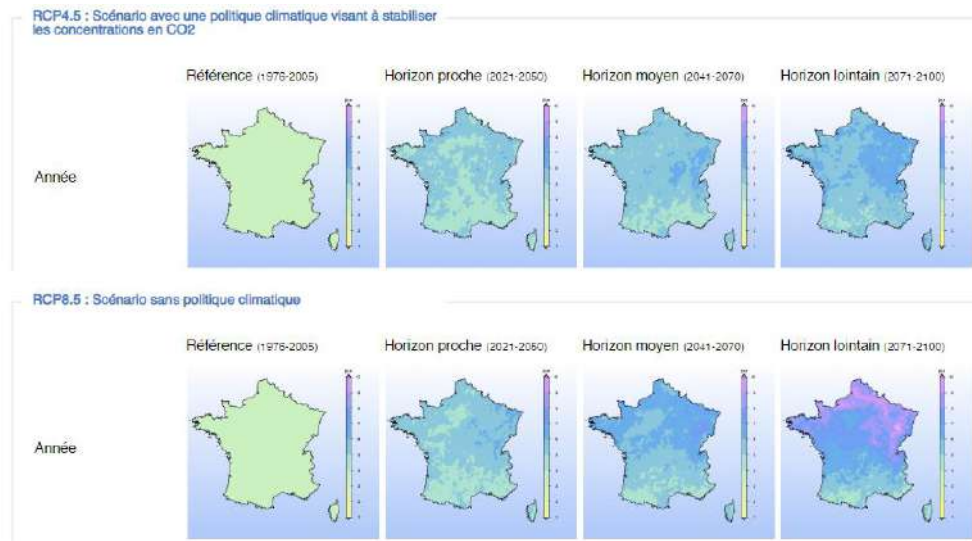 RCP4.5 : Scénario avec une politique climatique visant à stabiliser
les concentrations en CO2
Référence (1976-2005)
Horizon proche (2021-2050)
Horizon moyen (2041-2070)
Horizon lointain (2071-2100)
Année
RCP8.5 : Scénario sans politique climatique
Référence (1976-2005)
Horizon proche (2021-2050)
Horizon moyen (2041-2070)
Horizon lointain (2071-2100)
Année